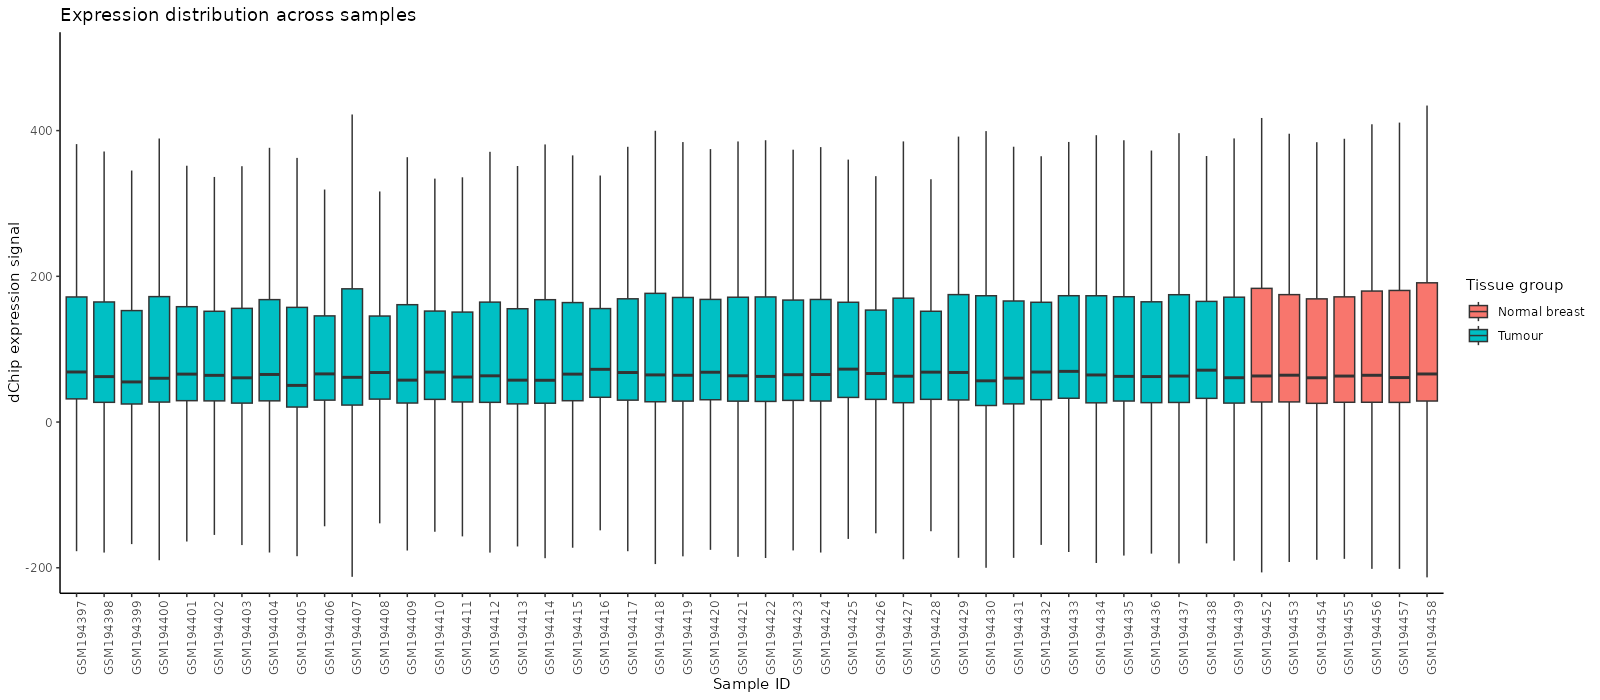 Expression distribution across samples
dChip expression signal
400
200
0
-200
GSM194397
GSM194398
GSM194399
GSM194400
GSM194401
GSM194402
GSM194403
GSM194404
GSM194405
GSM194406
GSM194407
GSM194408
GSM194409
GSM194410
GSM194411
GSM194412
GSM194413
GSM194414
GSM194415
GSM194416
GSM194417
GSM194418
GSM194419
GSM194420
GSM194421
GSM194422
GSM194423
GSM194424
GSM194425
GSM194426
GSM194427
GSM194428
GSM194429
GSM194430
GSM194431
GSM194432
GSM194433
GSM194434
GSM194435
GSM194436
GSM194437
GSM194438
GSM194439
GSM194452
GSM194453
GSM194454
GSM194455
GSM194456
GSM194457
GSM194458
Sample ID
Tissue group
Normal breast
Tumour